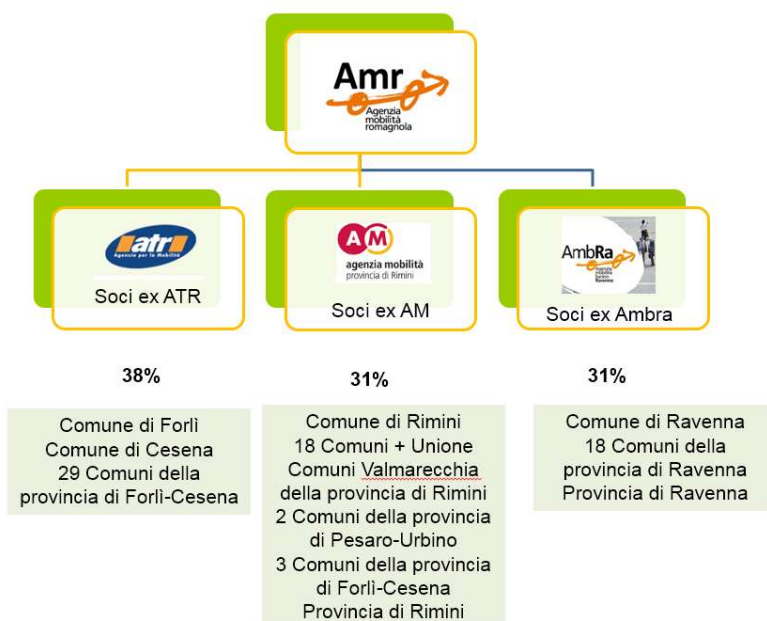 Amr
Agenzia
mobilità
romagnola
atr
Agenzia per la Mobilità
Soci ex ATR
AM
agenzia mobilità
provincia di Rimini
Soci ex AM
AmbRa
Agenzia
mobilità
bacino
Ravenna
Soci ex Ambra
38%
Comune di Forlì
Comune di Cesena
29 Comuni della
provincia di Forlì-Cesena
31%
Comune di Rimini
18 Comuni + Unione
Comuni Valmarecchia
della provincia di Rimini
2 Comuni della provincia
di Pesaro-Urbino
3 Comuni della provincia
di Forlì-Cesena
Provincia di Rimini
31%
Comune di Ravenna
18 Comuni della
provincia di Ravenna
Provincia di Ravenna